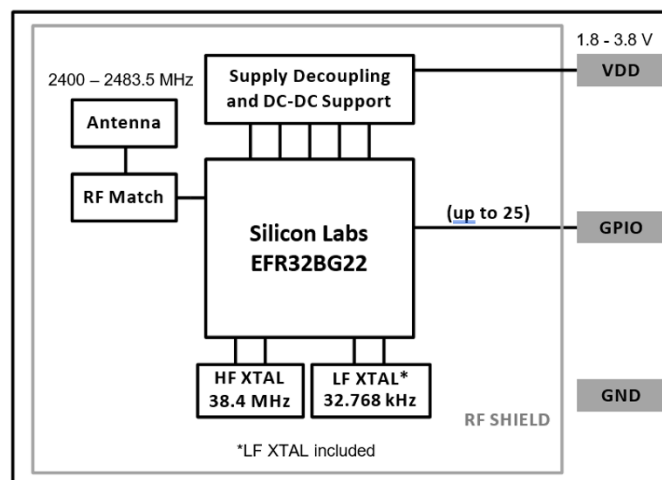 1.8 - 3.8 V
VDD
2400 – 2483.5 MHz
Supply Decoupling
and DC-DC Support
Antenna
RF Match
(up to 25)
GPIO
Silicon Labs
EFR32BG22
HF XTAL
38.4 MHz
LF XTAL*
32.768 kHz
GND
RF SHIELD
*LF XTAL included